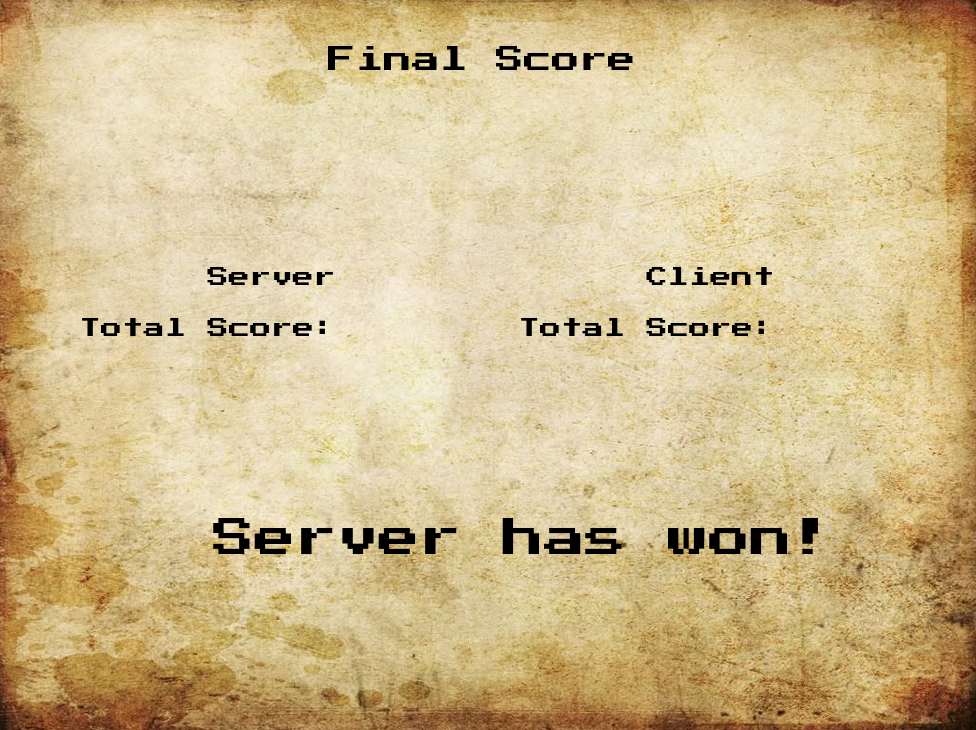 Final Score
Server
Client
Total Score:
Total Score:
Server has won!